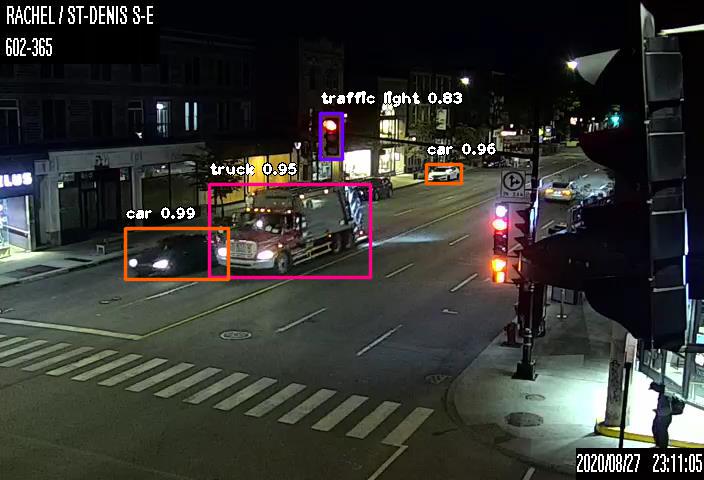 RACHEL / ST-DENIS S-E
602-365
traffic light 0.83
car 0.96
truck 0.95
car 0.99
2020/08/27 23:11:05